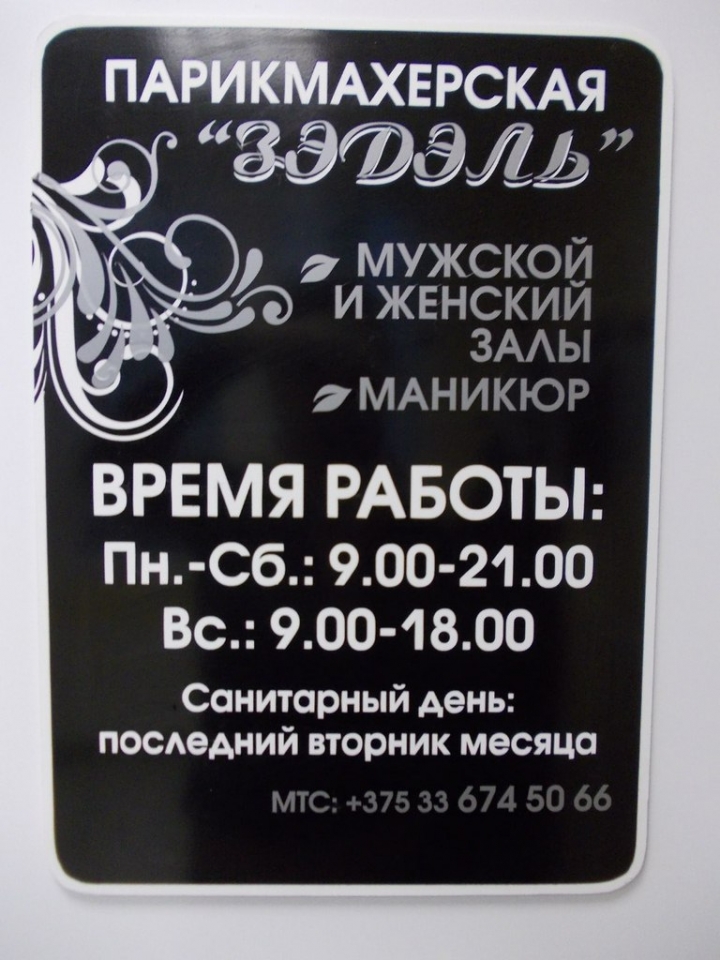 ПАРИКМАХЕРСКАЯ
“ЗЭДЭЛЬ”
МУЖСКОЙ
И ЖЕНСКИЙ
ЗАЛЫ
МАНИКЮР
ВРЕМЯ РАБОТЫ:
Пн.-Сб.: 9.00-21.00
Вс.: 9.00-18.00
Санитарный день:
последний вторник месяца
МТС: +375 33 674 50 66